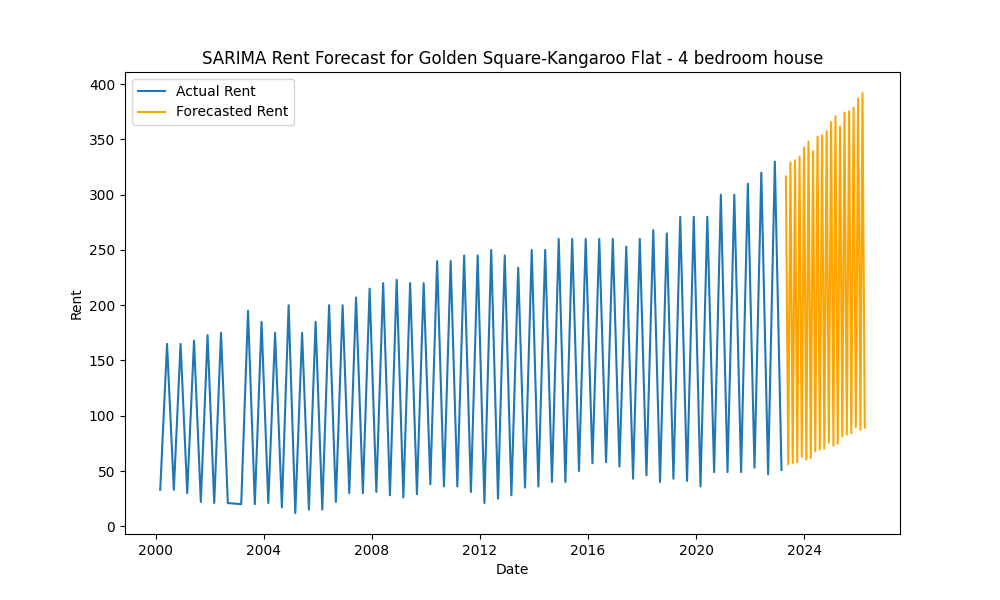 SARIMA Rent Forecast for Golden Square-Kangaroo Flat - 4 bedroom house
Actual Rent
Forecasted Rent
Rent
400
350
300
250
200
150
100
50
0
2000 2004 2008 2012 2016 2020 2024
Date